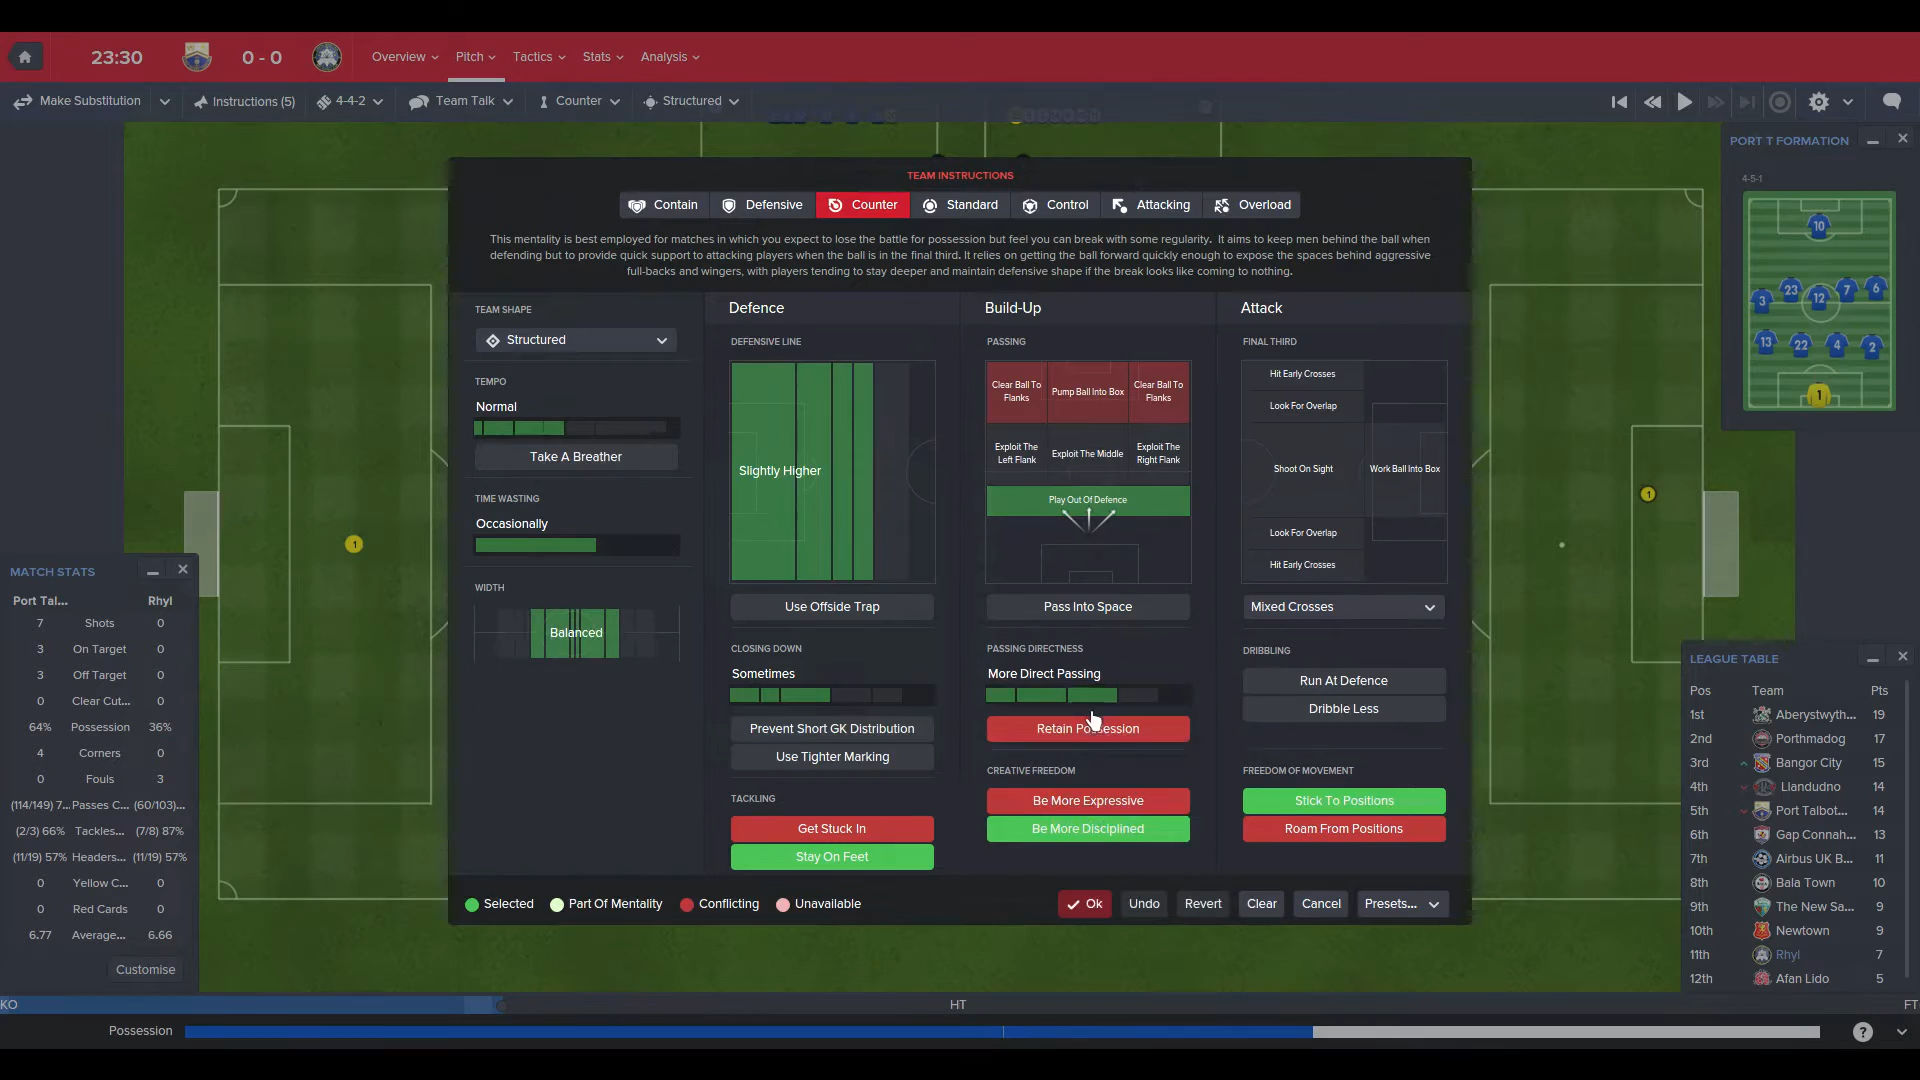 23:30
0 - 0
Overview
Pitch
Tactics
Stats
Analysis
Make Substitution
Instructions (5)
4-4-2
Team Talk
Counter
Structured
PORT T FORMATION
4-5-1
10
3
23
12
7
6
13
22
4
2
1
TEAM INSTRUCTIONS
Contain
Defensive
Counter
Standard
Control
Attacking
Overload
This mentality is best employed for matches in which you expect to lose the battle for possession but feel you can break with some regularity. It aims to keep men behind the ball when
defending but to provide quick support to attacking players when the ball is in the final third. It relies on getting the ball forward quickly enough to expose the spaces behind aggressive
full-backs and wingers, with players tending to stay deeper and maintain defensive shape if the break looks like coming to nothing.
TEAM SHAPE
Structured
TEMPO
Normal
Take A Breather
TIME WASTING
Occasionally
WIDTH
Balanced
Defence
DEFENSIVE LINE
Slightly Higher
Use Offside Trap
CLOSING DOWN
Sometimes
Prevent Short GK Distribution
Use Tighter Marking
TACKLING
Get Stuck In
Stay On Feet
Build-Up
PASSING
Clear Ball To
Flanks
Pump Ball Into Box
Clear Ball To
Flanks
Exploit The
Left Flank
Exploit The Middle
Exploit The
Right Flank
Play Out Of Defence
Pass Into Space
PASSING DIRECTNESS
More Direct Passing
Retain Possession
CREATIVE FREEDOM
Be More Expressive
Be More Disciplined
Attack
FINAL THIRD
Hit Early Crosses
Look For Overlap
Shoot On Sight
Work Ball Into Box
Look For Overlap
Hit Early Crosses
Mixed Crosses
DRIBBLING
Run At Defence
Dribble Less
FREEDOM OF MOVEMENT
Stick To Positions
Roam From Positions
Selected
Part Of Mentality
Conflicting
Unavailable
Ok
Undo
Revert
Clear
Cancel
Presets...
1
1
MATCH STATS
Port Tal... Rhyl
7 Shots 0
3 On Target 0
3 Off Target 0
0 Clear Cut... 0
64% Possession 36%
4 Corners 0
0 Fouls 3
(114/149) 7... Passes C... (60/103)...
(2/3) 66% Tackles... (7/8) 87%
(11/19) 57% Headers... (11/19) 57%
0 Yellow C... 0
0 Red Cards 0
6.77 Average... 6.66
Customise
LEAGUE TABLE
Pos Team Pts
1st Aberystwyth... 19
2nd Porthmadog 17
3rd Bangor City 15
4th Llandudno 14
5th Port Talbot... 14
6th Gap Connah... 13
7th Airbus UK B... 11
8th Bala Town 10
9th The New Sa... 9
10th Newtown 9
11th Rhyl 7
12th Afan Lido 5
KO
HT
FT
Possession
?